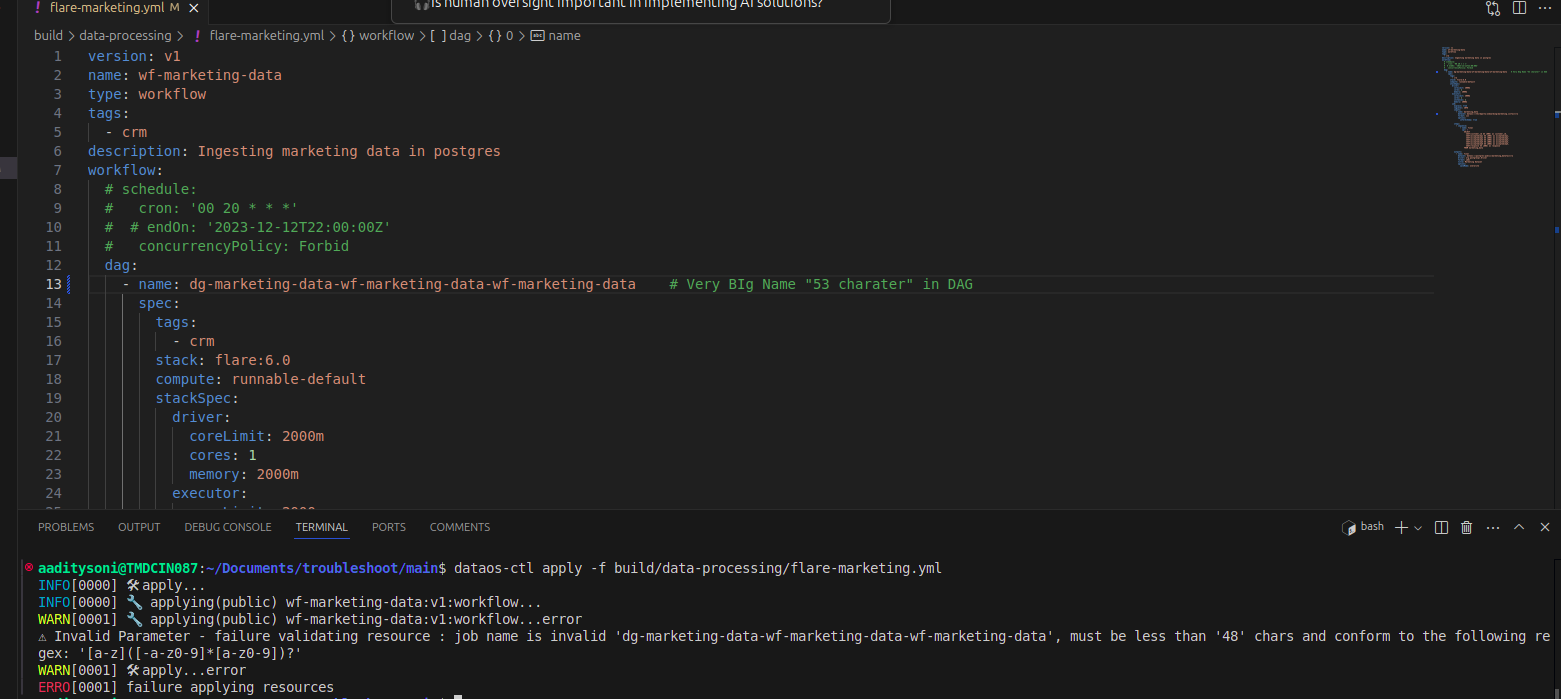 flare-marketing.yml M
Is human oversight important in implementing AI solutions?
build > data-processing > ! flare-marketing.yml > {} workflow > [ ] dag > {} 0 > abc name
1 version: v1
2 name: wf-marketing-data
3 type: workflow
4 tags:
5 - crm
6 description: Ingesting marketing data in postgres
7 workflow:
8 # schedule:
9 #   cron: '00 20 * * *'
10 #  # endOn: '2023-12-12T22:00:00Z'
11 #   concurrencyPolicy: Forbid
12 dag:
13 - name: dg-marketing-data-wf-marketing-data-wf-marketing-data    # Very BIg Name "53 charater" in DAG
14 spec:
15 tags:
16 - crm
17 stack: flare:6.0
18 compute: runnable-default
19 stackSpec:
20 driver:
21 coreLimit: 2000m
22 cores: 1
23 memory: 2000m
24 executor:
PROBLEMS OUTPUT DEBUG CONSOLE TERMINAL PORTS COMMENTS
bash
aaditysoni@TMDCIN087:~/Documents/troubleshoot/main$ dataos-ctl apply -f build/data-processing/flare-marketing.yml
INFO[0000] 🛠 apply...
INFO[0000] 🔧 applying(public) wf-marketing-data:v1:workflow...
WARN[0001] 🔧 applying(public) wf-marketing-data:v1:workflow...error
⚠ Invalid Parameter - failure validating resource : job name is invalid 'dg-marketing-data-wf-marketing-data-wf-marketing-data', must be less than '48' chars and conform to the following re
gex: '[a-z]([-a-z0-9]*[a-z0-9])?'
WARN[0001] 🛠 apply...error
ERRO[0001] failure applying resources